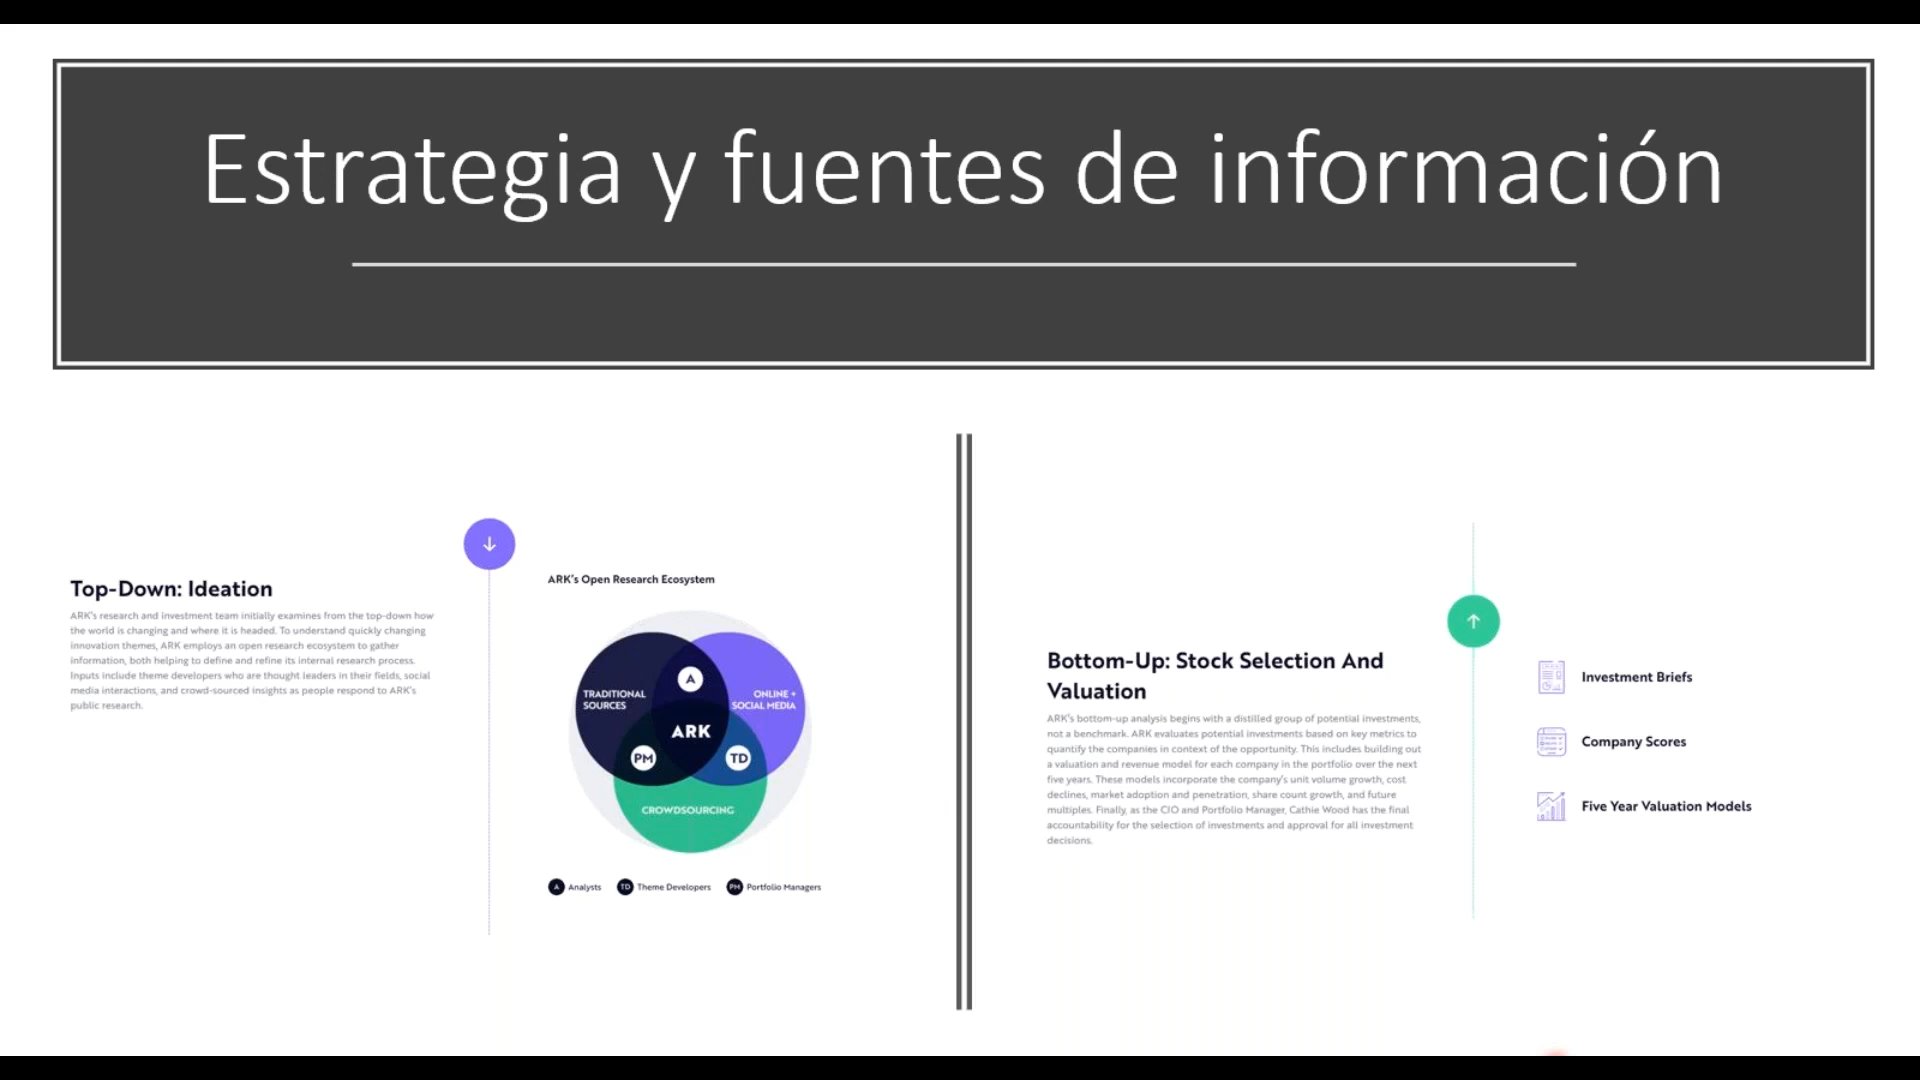 Estrategia y fuentes de información
Top-Down: Ideation
ARK's research and investment team initially examines from the top-down how
the world is changing and where it is headed. To understand quickly changing
innovation themes, ARK employs an open research ecosystem to gather
information, both helping to define and refine its internal research process.
Inputs include theme developers who are thought leaders in their fields, social
media interactions, and crowd-sourced insights as people respond to ARK's
public research.
ARK's Open Research Ecosystem
A
TRADITIONAL
SOURCES
ONLINE +
SOCIAL MEDIA
ARK
PM
TD
CROWDSOURCING
A Analysts TD Theme Developers PM Portfolio Managers
Bottom-Up: Stock Selection And
Valuation
ARK's bottom-up analysis begins with a distilled group of potential investments,
not a benchmark. ARK evaluates potential investments based on key metrics to
quantify the companies in context of the opportunity. This includes building out
a valuation and revenue model for each company in the portfolio over the next
five years. These models incorporate the company's unit volume growth, cost
declines, market adoption and penetration, share count growth, and future
multiples. Finally, as the CIO and Portfolio Manager, Cathie Wood has the final
accountability for the selection of investments and approval for all investment
decisions.
Investment Briefs
Company Scores
Five Year Valuation Models